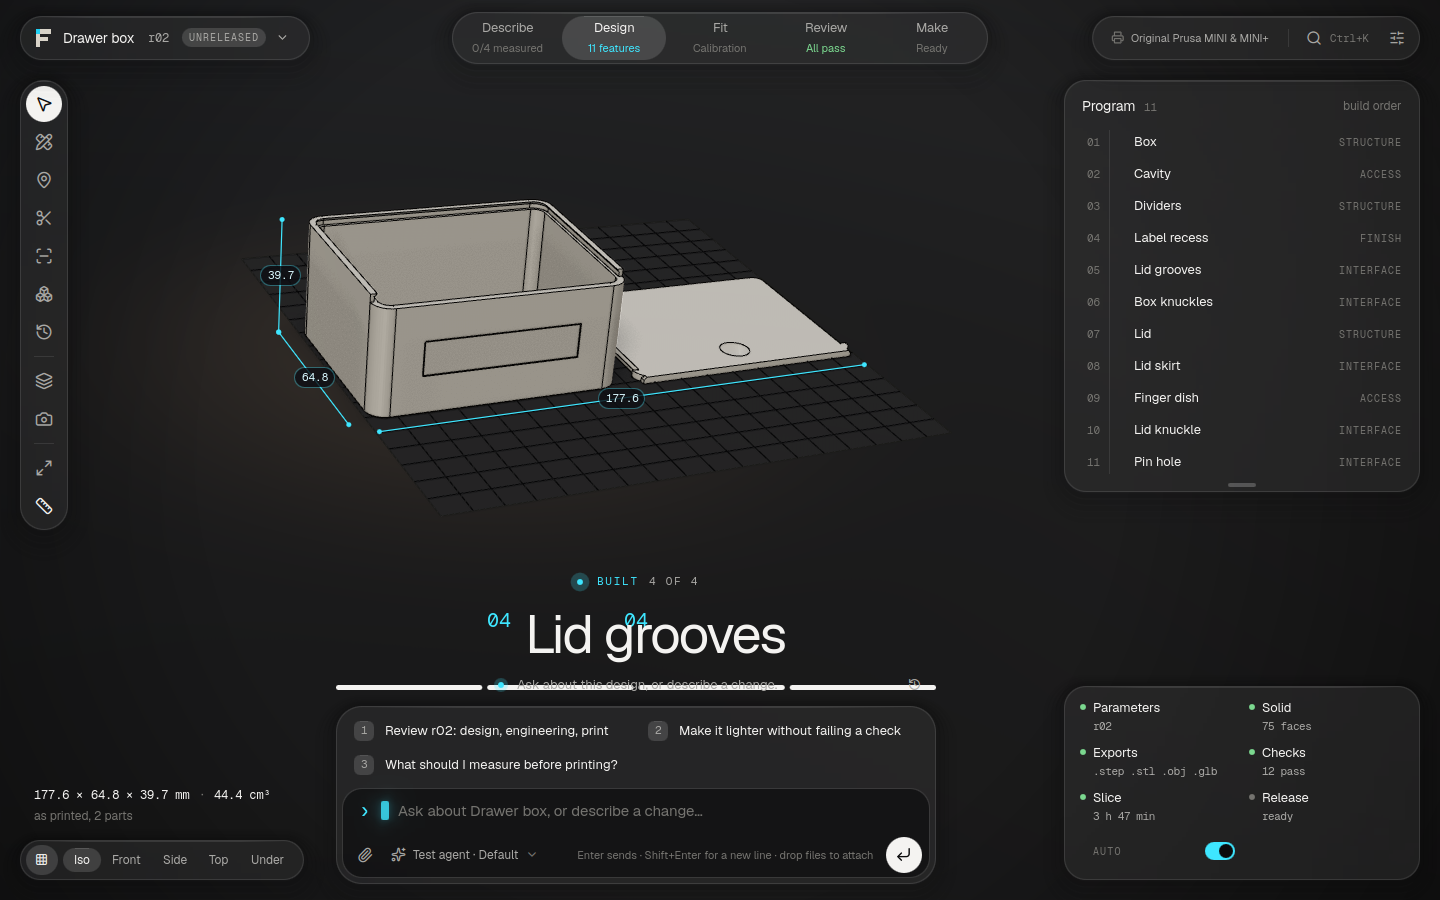 Drawer box r02 UNRELEASED
Describe
0/4 measured
Design
11 features
Fit
Calibration
Review
All pass
Make
Ready
Original Prusa MINI & MINI+
Ctrl+K
Program 11 build order
01 Box STRUCTURE
02 Cavity ACCESS
03 Dividers STRUCTURE
04 Label recess FINISH
05 Lid grooves INTERFACE
06 Box knuckles INTERFACE
07 Lid STRUCTURE
08 Lid skirt INTERFACE
09 Finger dish ACCESS
10 Lid knuckle INTERFACE
11 Pin hole INTERFACE
39.7
64.8
177.6
BUILT 4 OF 4
04 Lid grooves
04
Ask about this design, or describe a change.
1 Review r02: design, engineering, print
2 Make it lighter without failing a check
3 What should I measure before printing?
› Ask about Drawer box, or describe a change...
Test agent · Default
Enter sends · Shift+Enter for a new line · drop files to attach
177.6 × 64.8 × 39.7 mm · 44.4 cm³
as printed, 2 parts
Iso Front Side Top Under
Parameters
r02
Solid
75 faces
Exports
.step .stl .obj .glb
Checks
12 pass
Slice
3 h 47 min
Release
ready
AUTO